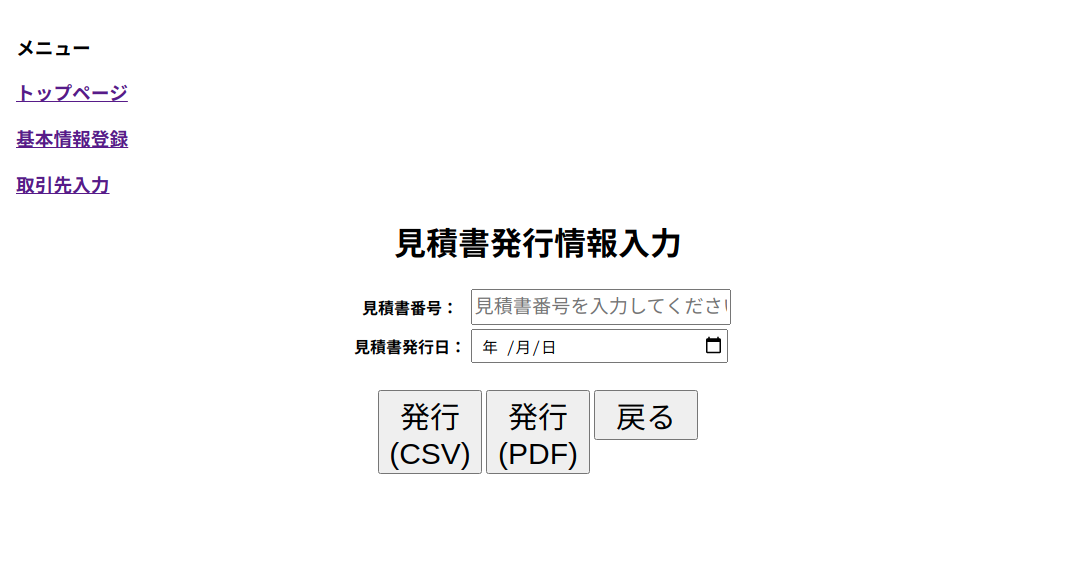 メニュー
トップページ
基本情報登録
取引先入力
見積書発行情報入力
見積書番号： 見積書番号を入力してくださ
見積書発行日： 年 /月/日
発行 発行 戻る
(CSV) (PDF)